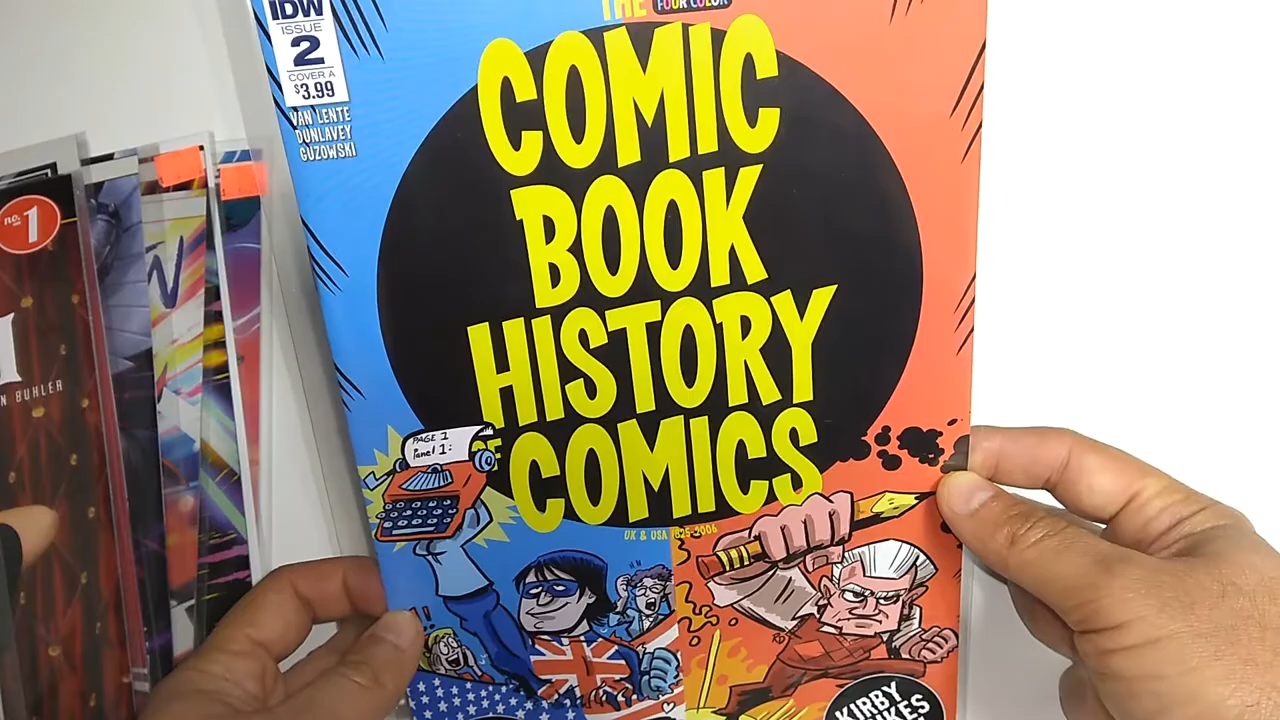 IDW
ISSUE
2
COVER A
$3.99
VAN LENTE
DUNLAVEY
GUZOWSKI
THE
FOUR COLOR
COMIC
BOOK
HISTORY
OF
COMICS
UK & USA 1825-2006
PAGE 1
Panel 1:
KIRBY
no. 1
N BUHLER